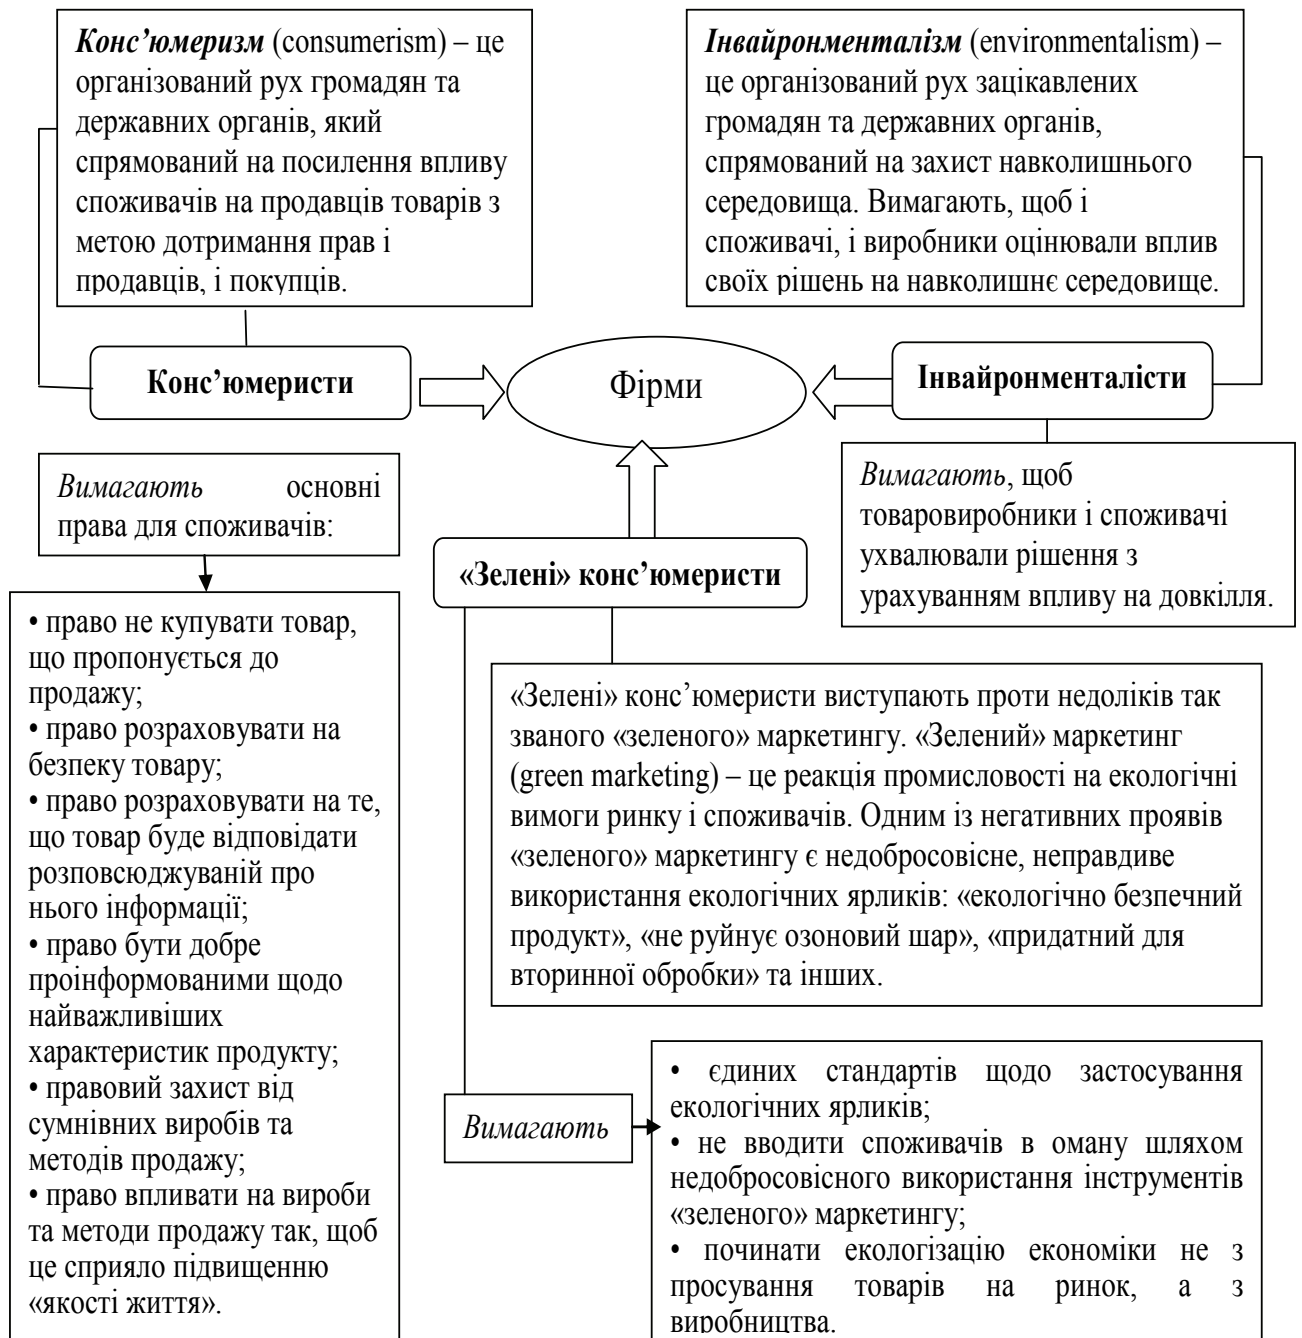 Конс’юмеризм (consumerism) – це
організований рух громадян та
державних органів, який
спрямований на посилення впливу
споживачів на продавців товарів з
метою дотримання прав і
продавців, і покупців.
Інвайронменталізм (environmentalism) –
це організований рух зацікавлених
громадян та державних органів,
спрямований на захист навколишнього
середовища. Вимагають, щоб і
споживачі, і виробники оцінювали вплив
своїх рішень на навколишнє середовище.
Конс’юмеристи
Фірми
Інвайронменталісти
Вимагають основні
права для споживачів:
Вимагають, щоб
товаровиробники і споживачі
ухвалювали рішення з
урахуванням впливу на довкілля.
«Зелені» конс’юмеристи
• право не купувати товар,
що пропонується до
продажу;
• право розраховувати на
безпеку товару;
• право розраховувати на те,
що товар буде відповідати
розповсюджуваній про
нього інформації;
• право бути добре
проінформованими щодо
найважливіших
характеристик продукту;
• правовий захист від
сумнівних виробів та
методів продажу;
• право впливати на вироби
та методи продажу так, щоб
це сприяло підвищенню
«якості життя».
«Зелені» конс’юмеристи виступають проти недоліків так
званого «зеленого» маркетингу. «Зелений» маркетинг
(green marketing) – це реакція промисловості на екологічні
вимоги ринку і споживачів. Одним із негативних проявів
«зеленого» маркетингу є недобросовісне, неправдиве
використання екологічних ярликів: «екологічно безпечний
продукт», «не руйнує озоновий шар», «придатний для
вторинної обробки» та інших.
Вимагають
• єдиних стандартів щодо застосування
екологічних ярликів;
• не вводити споживачів в оману шляхом
недобросовісного використання інструментів
«зеленого» маркетингу;
• починати екологізацію економіки не з
просування товарів на ринок, а з
виробництва.